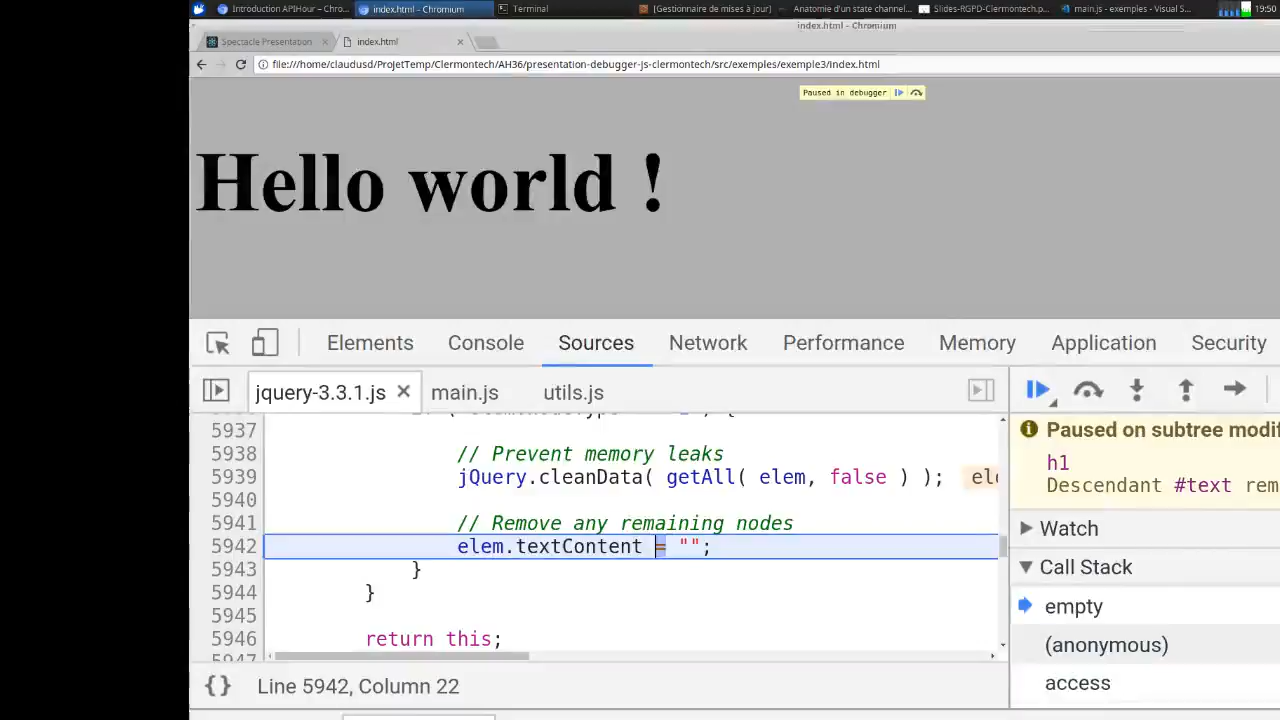 Introduction APIHour – Chro...
index.html - Chromium
Terminal
[Gestionnaire de mises à jour]
Anatomie d'un state channel...
Slides-RGPD-Clermontech.p...
main.js - exemples - Visual S...
19:50
index.html - Chromium
Spectacle Presentation
index.html
file:///home/claudusd/ProjetTemp/Clermontech/AH36/presentation-debugger-js-clermontech/src/exemples/exemple3/index.html
Paused in debugger
Hello world !
Elements Console Sources Network Performance Memory Application Security
jquery-3.3.1.js × main.js utils.js
5937
5938 // Prevent memory leaks
5939 jQuery.cleanData( getAll( elem, false ) ); ele
5940
5941 // Remove any remaining nodes
5942 elem.textContent = "";
5943 }
5944 }
5945
5946 return this;
5947
{} Line 5942, Column 22
Paused on subtree modif
h1
Descendant #text rem
Watch
Call Stack
empty
(anonymous)
access